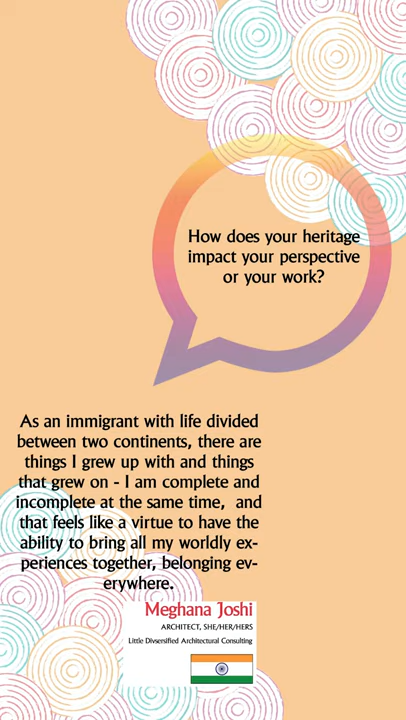 How does your heritage
impact your perspective
or your work?
As an immigrant with life divided
between two continents, there are
things I grew up with and things
that grew on - I am complete and
incomplete at the same time, and
that feels like a virtue to have the
ability to bring all my worldly ex-
periences together, belonging ev-
erywhere.
Meghana Joshi
ARCHITECT, SHE/HER/HERS
Little Divsersified Architectural Consulting